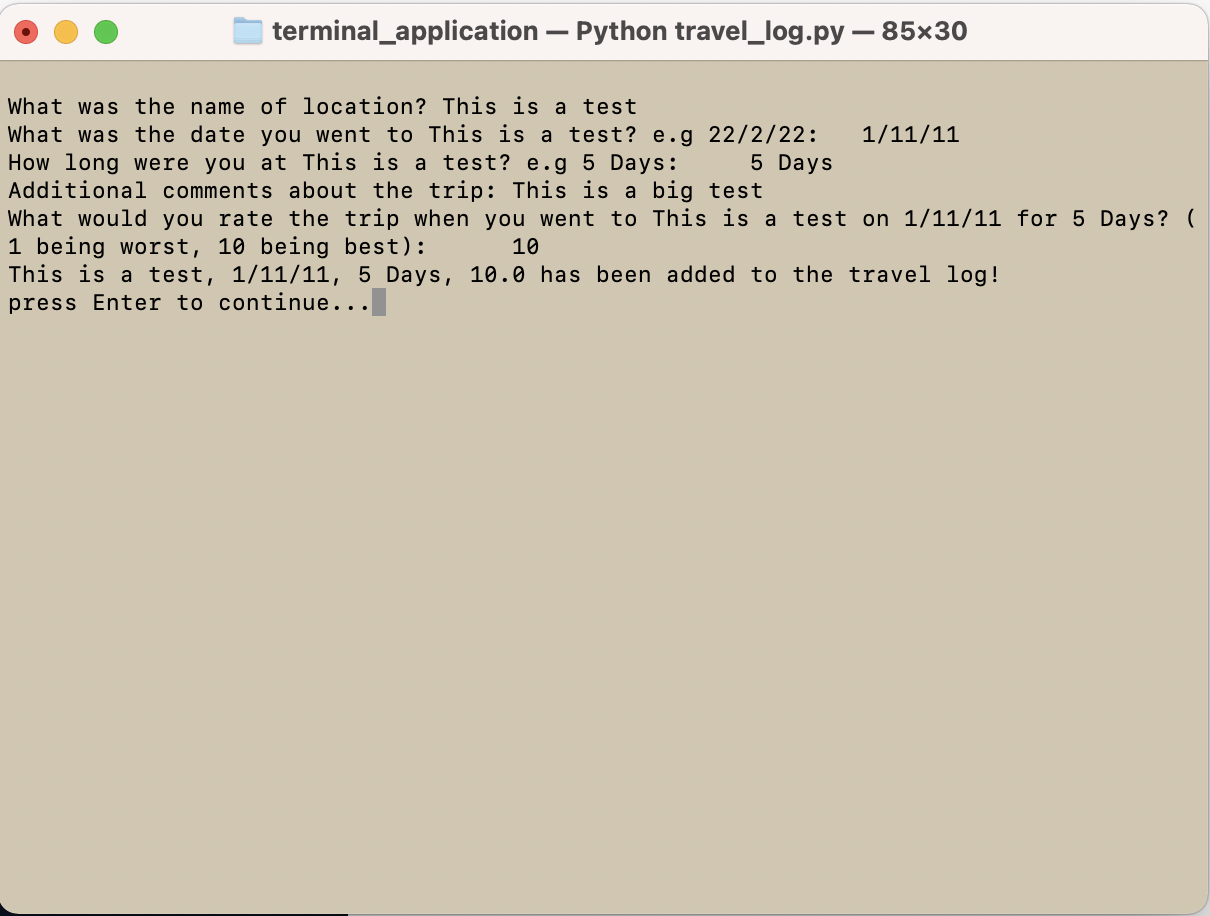 terminal_application — Python travel_log.py — 85×30
What was the name of location? This is a test
What was the date you went to This is a test? e.g 22/2/22:   1/11/11
How long were you at This is a test? e.g 5 Days:     5 Days
Additional comments about the trip: This is a big test
What would you rate the trip when you went to This is a test on 1/11/11 for 5 Days? (
1 being worst, 10 being best):      10
This is a test, 1/11/11, 5 Days, 10.0 has been added to the travel log!
press Enter to continue...